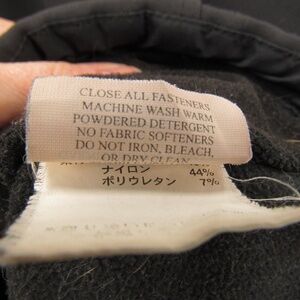 CLOSE ALL FASTENERS
MACHINE WASH WARM
POWDERED DETERGENT
NO FABRIC SOFTENERS
DO NOT IRON, BLEACH,
OR DRY CLEAN
ナイロン 44%
ポリウレタン 7%